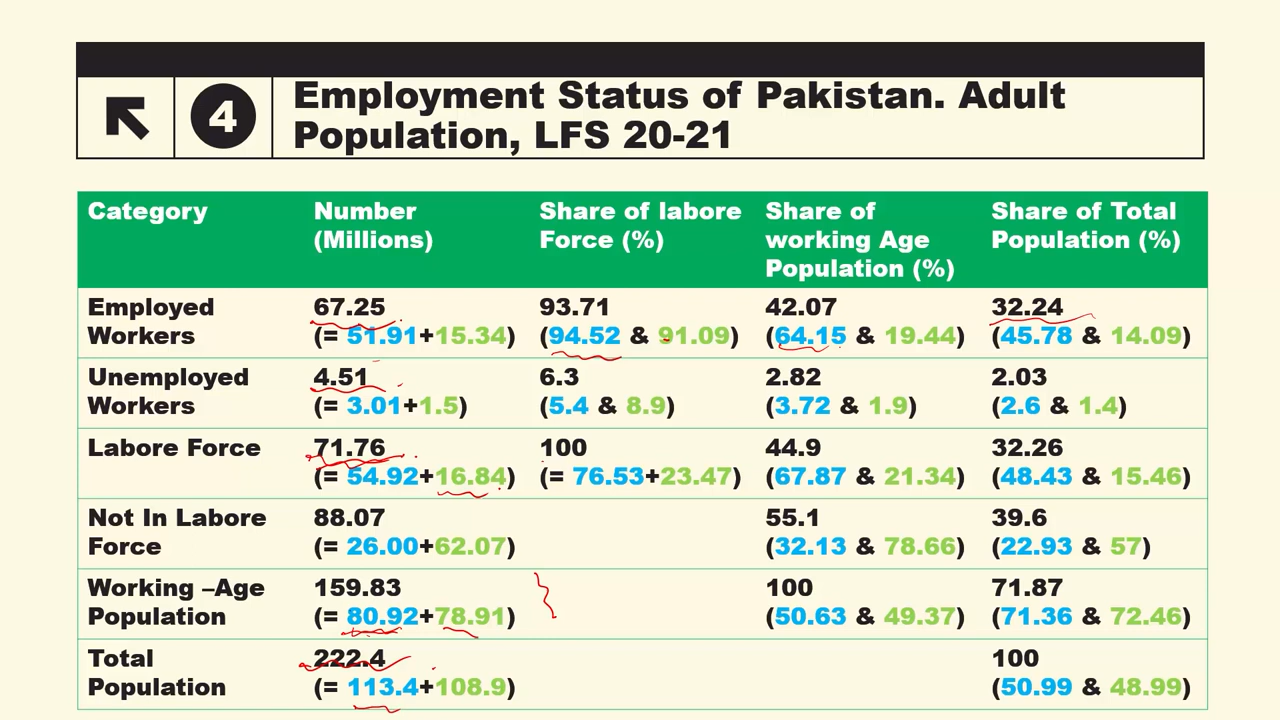 4
Employment Status of Pakistan. Adult
Population, LFS 20-21
Category Number (Millions) Share of labore Force (%) Share of working Age Population (%) Share of Total Population (%)
Employed Workers 67.25 (= 51.91+15.34) 93.71 (94.52 & 91.09) 42.07 (64.15 & 19.44) 32.24 (45.78 & 14.09)
Unemployed Workers 4.51 (= 3.01+1.5) 6.3 (5.4 & 8.9) 2.82 (3.72 & 1.9) 2.03 (2.6 & 1.4)
Labore Force 71.76 (= 54.92+16.84) 100 (= 76.53+23.47) 44.9 (67.87 & 21.34) 32.26 (48.43 & 15.46)
Not In Labore Force 88.07 (= 26.00+62.07) 55.1 (32.13 & 78.66) 39.6 (22.93 & 57)
Working –Age Population 159.83 (= 80.92+78.91) 100 (50.63 & 49.37) 71.87 (71.36 & 72.46)
Total Population 222.4 (= 113.4+108.9) 100 (50.99 & 48.99)